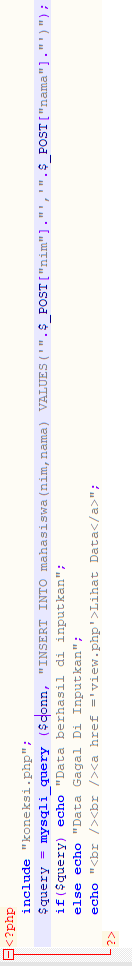 <?php
include "koneksi.php";
$query = mysqli_query ($conn, "INSERT INTO mahasiswa(nim,nama) VALUES('".$_POST["nim"]."','".$_POST["nama"]."')");
if($query) echo "Data berhasil di inputkan";
else echo "Data Gagal Di Inputkan";
echo "<br /><br /><a href ='view.php'>Lihat Data</a>";
?>